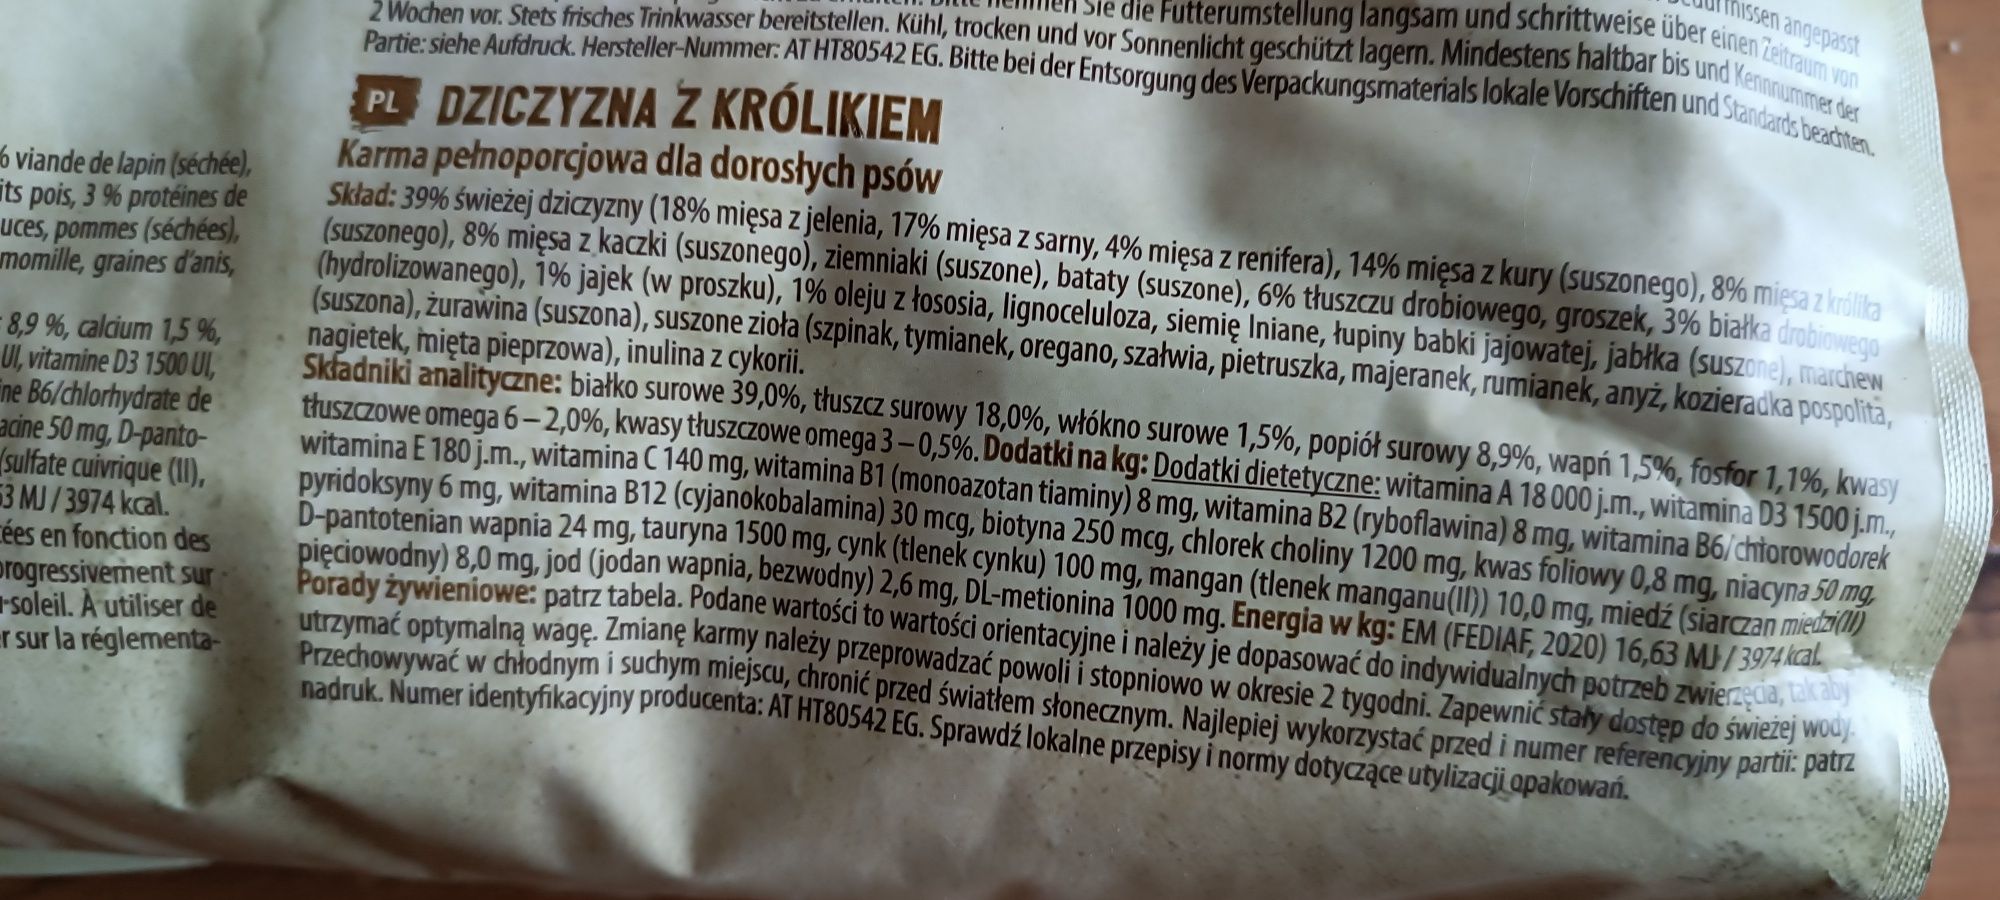 Sie die Futterumstellung langsam und schrittweise über einen Zeitraum von
2 Wochen vor. Stets frisches Trinkwasser bereitstellen. Kühl, trocken und vor Sonnenlicht geschützt lagern. Mindestens haltbar bis und Kennnummer der
Partie: siehe Aufdruck. Hersteller-Nummer: AT HT80542 EG. Bitte bei der Entsorgung des Verpackungsmaterials lokale Vorschiften und Standards beachten.
PL DZICZYZNA Z KRÓLIKIEM
Karma pełnoporcjowa dla dorosłych psów
Skład: 39% świeżej dziczyzny (18% mięsa z jelenia, 17% mięsa z sarny, 4% mięsa z renifera), 14% mięsa z kury (suszonego), 8% mięsa z królika
(suszonego), 8% mięsa z kaczki (suszonego), ziemniaki (suszone), bataty (suszone), 6% tłuszczu drobiowego, groszek, 3% białka drobiowego
(hydrolizowanego), 1% jajek (w proszku), 1% oleju z łososia, lignoceluloza, siemię lniane, łupiny babki jajowatej, jabłka (suszone), marchew
(suszona), żurawina (suszona), suszone zioła (szpinak, tymianek, oregano, szałwia, pietruszka, majeranek, rumianek, anyż, kozieradka pospolita,
nagietek, mięta pieprzowa), inulina z cykorii.
Składniki analityczne: białko surowe 39,0%, tłuszcz surowy 18,0%, włókno surowe 1,5%, popiół surowy 8,9%, wapń 1,5%, fosfor 1,1%, kwasy
tłuszczowe omega 6 – 2,0%, kwasy tłuszczowe omega 3 – 0,5%. Dodatki na kg: Dodatki dietetyczne: witamina A 18 000 j.m., witamina D3 1500 j.m.,
witamina E 180 j.m., witamina C 140 mg, witamina B1 (monoazotan tiaminy) 8 mg, witamina B2 (ryboflawina) 8 mg, witamina B6/chlorowodorek
pyridoksyny 6 mg, witamina B12 (cyjanokobalamina) 30 mcg, biotyna 250 mcg, chlorek choliny 1200 mg, kwas foliowy 0,8 mg, niacyna 50 mg,
D-pantotenian wapnia 24 mg, tauryna 1500 mg, cynk (tlenek cynku) 100 mg, mangan (tlenek manganu(II)) 10,0 mg, miedź (siarczan miedzi(II)
pięciowodny) 8,0 mg, jod (jodan wapnia, bezwodny) 2,6 mg, DL-metionina 1000 mg. Energia w kg: EM (FEDIAF, 2020) 16,63 MJ / 3974 kcal.
Porady żywieniowe: patrz tabela. Podane wartości to wartości orientacyjne i należy je dopasować do indywidualnych potrzeb zwierzęcia, tak aby
utrzymać optymalną wagę. Zmianę karmy należy przeprowadzać powoli i stopniowo w okresie 2 tygodni. Zapewnić stały dostęp do świeżej wody.
Przechowywać w chłodnym i suchym miejscu, chronić przed światłem słonecznym. Najlepiej wykorzystać przed i numer referencyjny partii: patrz
nadruk. Numer identyfikacyjny producenta: AT HT80542 EG. Sprawdź lokalne przepisy i normy dotyczące utylizacji opakowań.
viande de lapin (séchée),
pois, 3 % protéines de
pommes (séchées),
graines d'anis,
8,9 %, calcium 1,5 %,
UI, vitamine D3 1500 UI,
B6/chlorhydrate de
50 mg, D-panto-
(sulfate cuivrique (II),
MJ / 3974 kcal.
en fonction des
progressivement sur
soleil. À utiliser de
sur la réglementa-